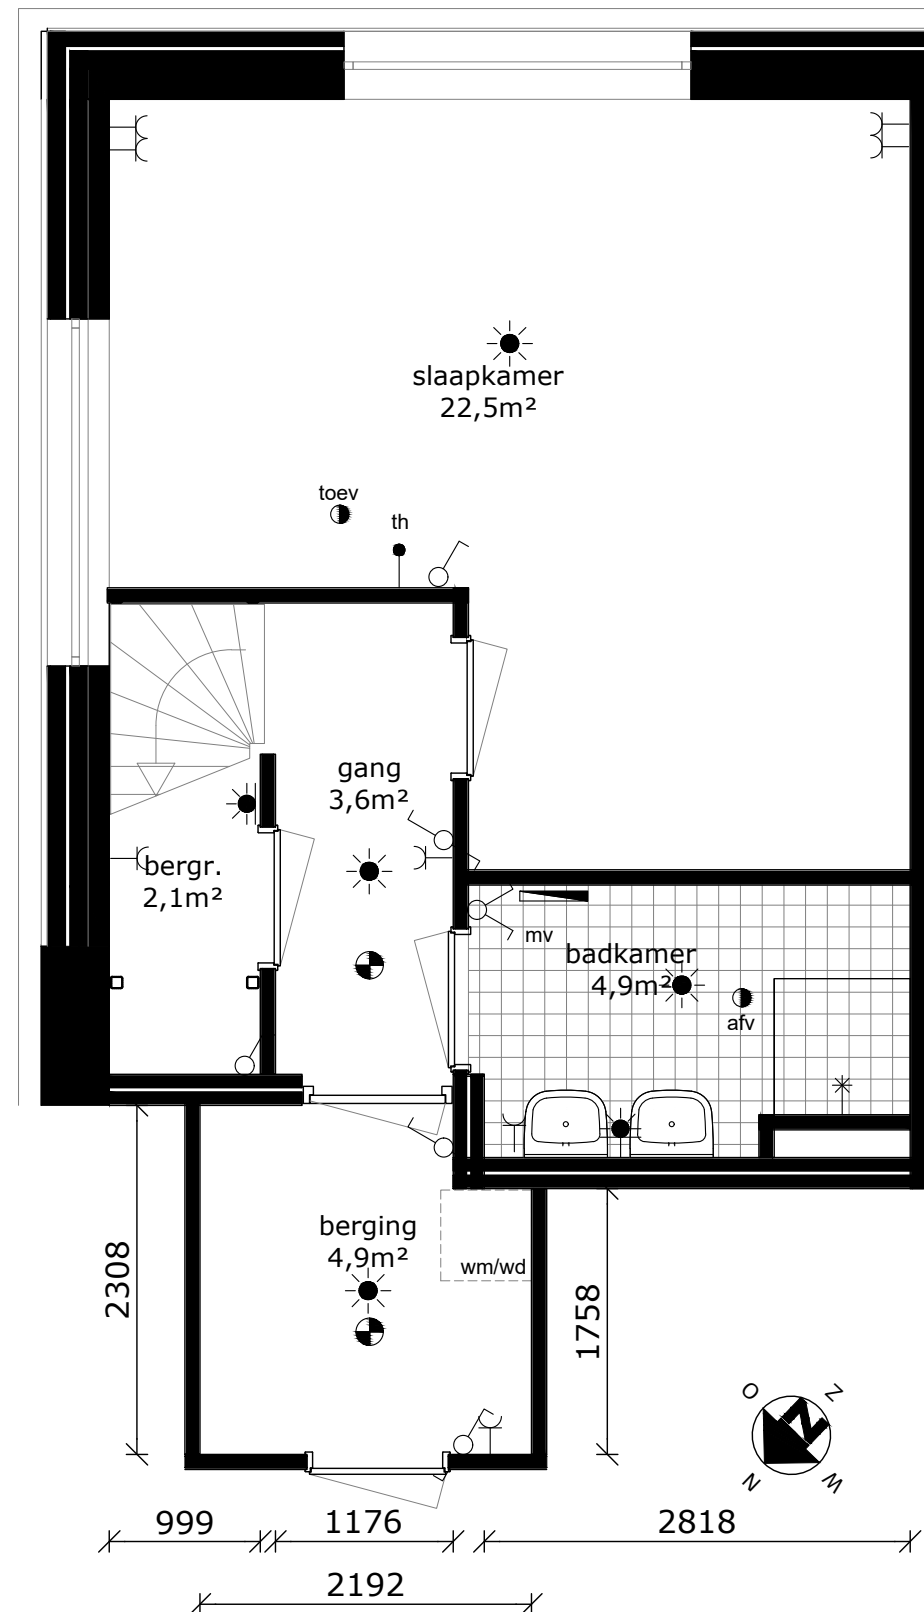 slaapkamer
22,5m²
toev
th
gang
3,6m²
bergr.
2,1m²
mv
badkamer
4,9m²
afv
berging
4,9m²
wm/wd
2308
1758
O
Z
N
W
999
1176
2818
2192